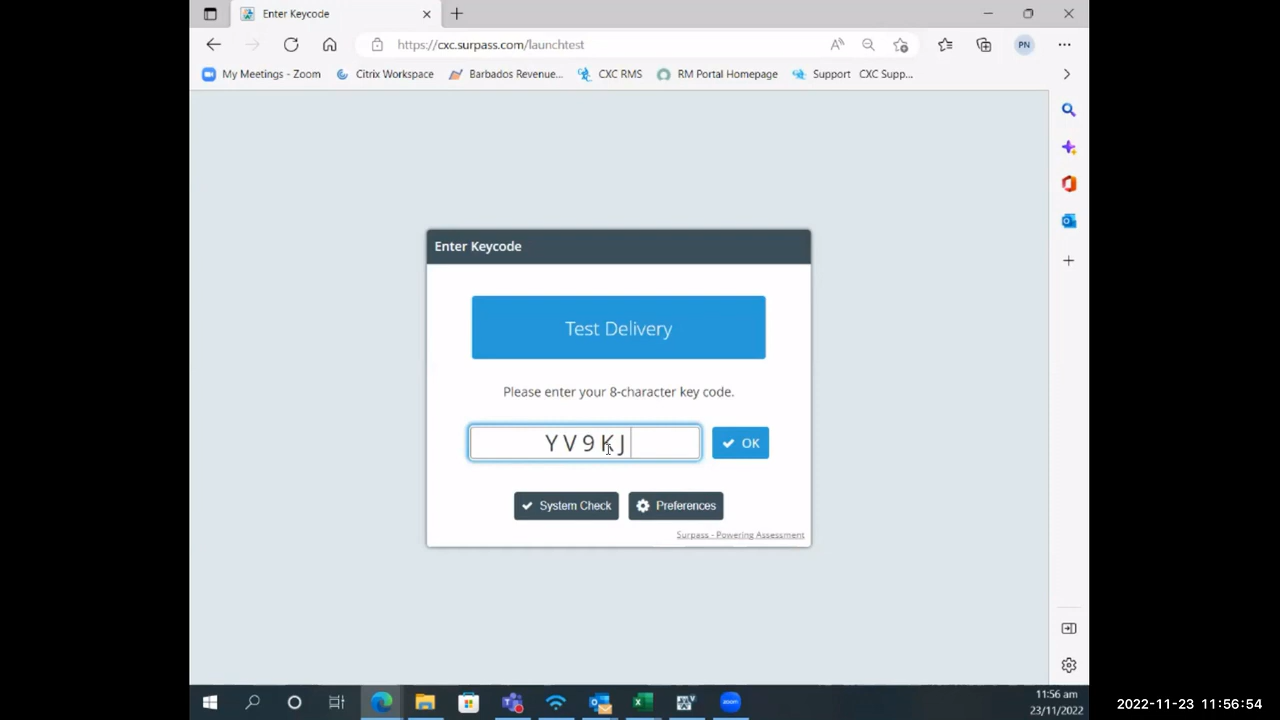 Enter Keycode
https://cxc.surpass.com/launchtest
PN
My Meetings - Zoom Citrix Workspace Barbados Revenue... CXC RMS RM Portal Homepage Support CXC Supp...
Enter Keycode
Test Delivery
Please enter your 8-character key code.
Y V 9 K J
OK
System Check Preferences
Surpass - Powering Assessment
zoom
11:56 am
23/11/2022
2022-11-23 11:56:54